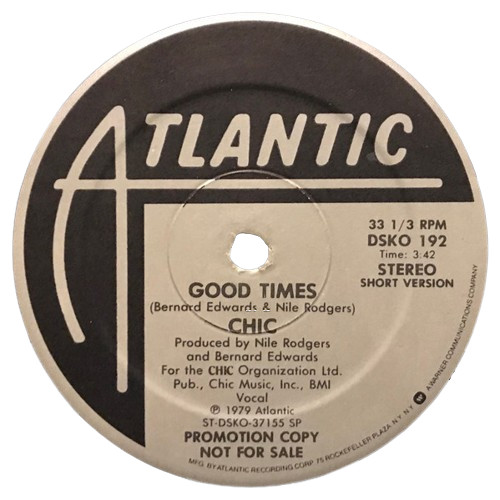 ATLANTIC
33 1/3 RPM
DSKO 192
Time: 3:42
STEREO
SHORT VERSION
GOOD TIMES
(Bernard Edwards & Nile Rodgers)
CHIC
Produced by Nile Rodgers
and Bernard Edwards
For the CHIC Organization Ltd.
Pub., Chic Music, Inc., BMI
Vocal
℗ 1979 Atlantic
ST-DSKO-37155 SP
PROMOTION COPY
NOT FOR SALE
MFG. BY ATLANTIC RECORDING CORP. 75 ROCKEFELLER PLAZA, N.Y. N.Y. A WARNER COMMUNICATIONS COMPANY